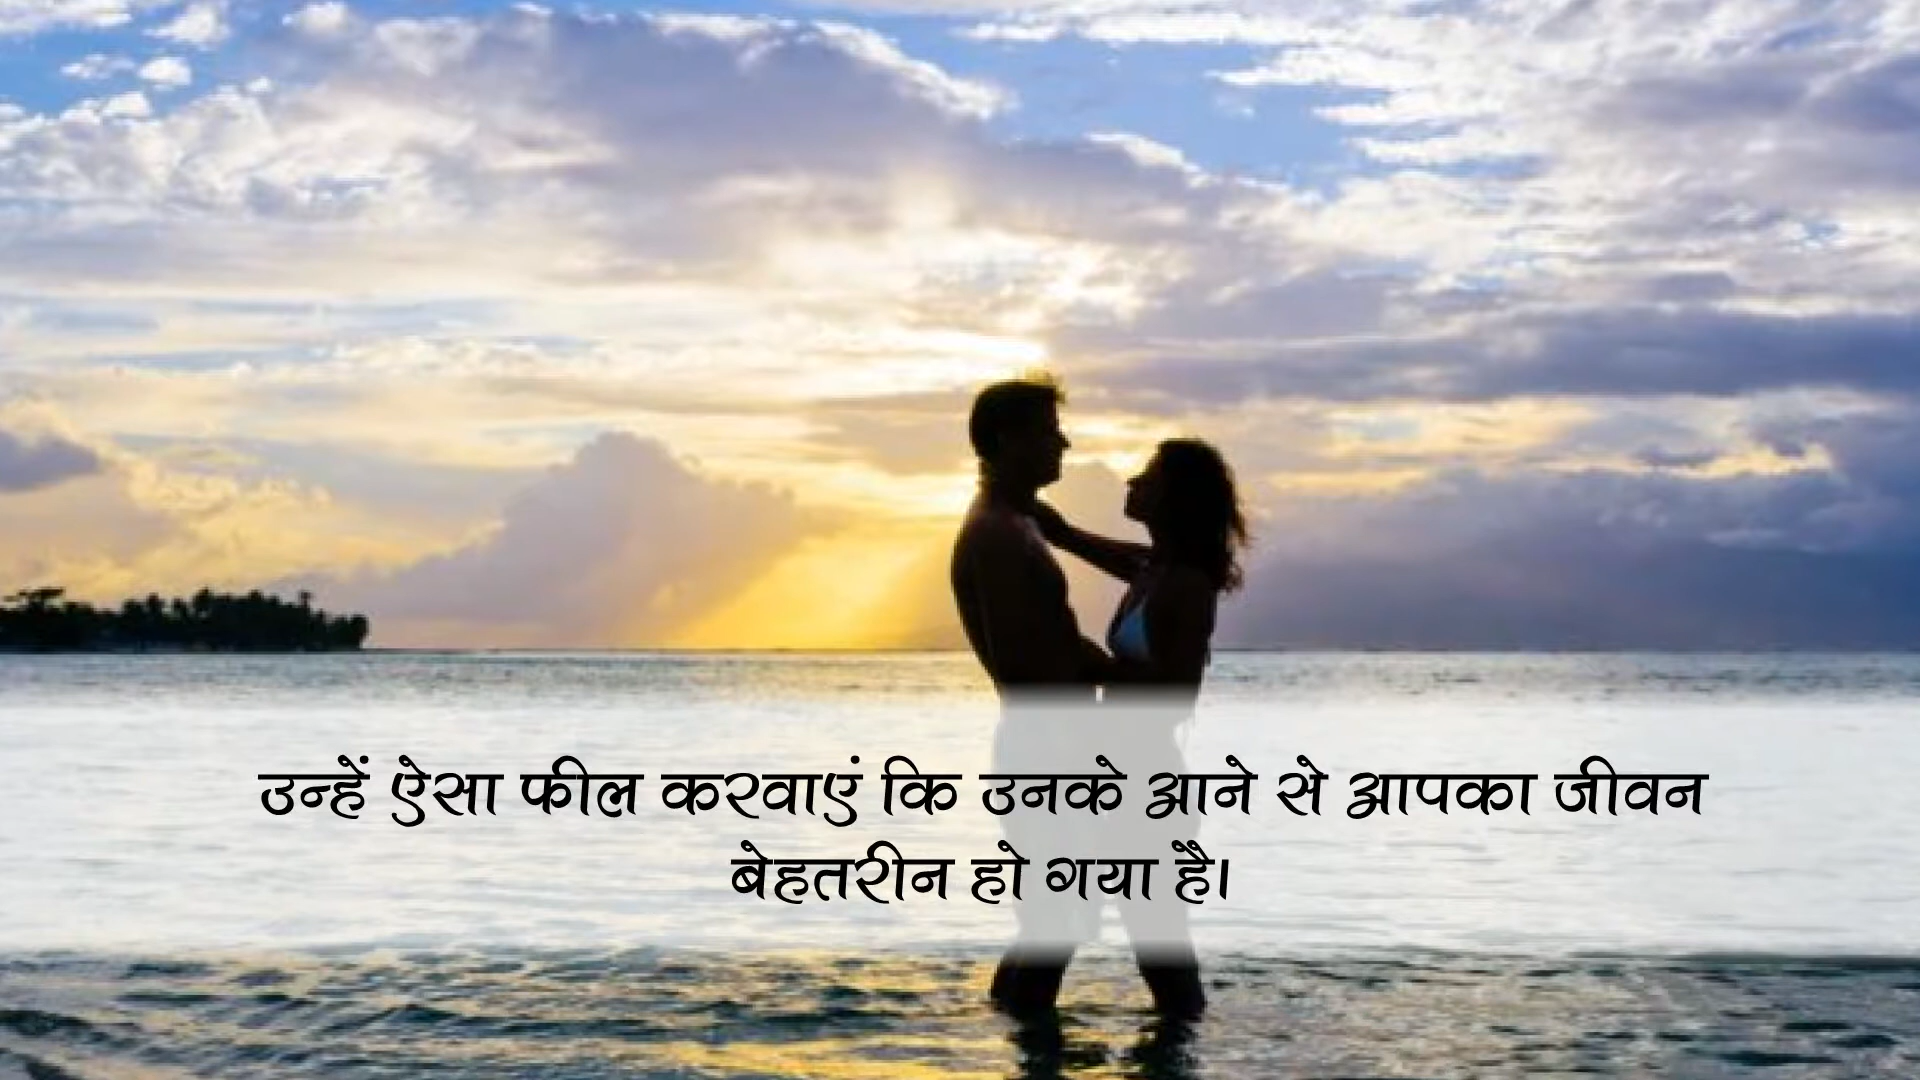 उन्हें ऐसा फील करवाएं कि उनके आने से आपका जीवन
बेहतरीन हो गया है।